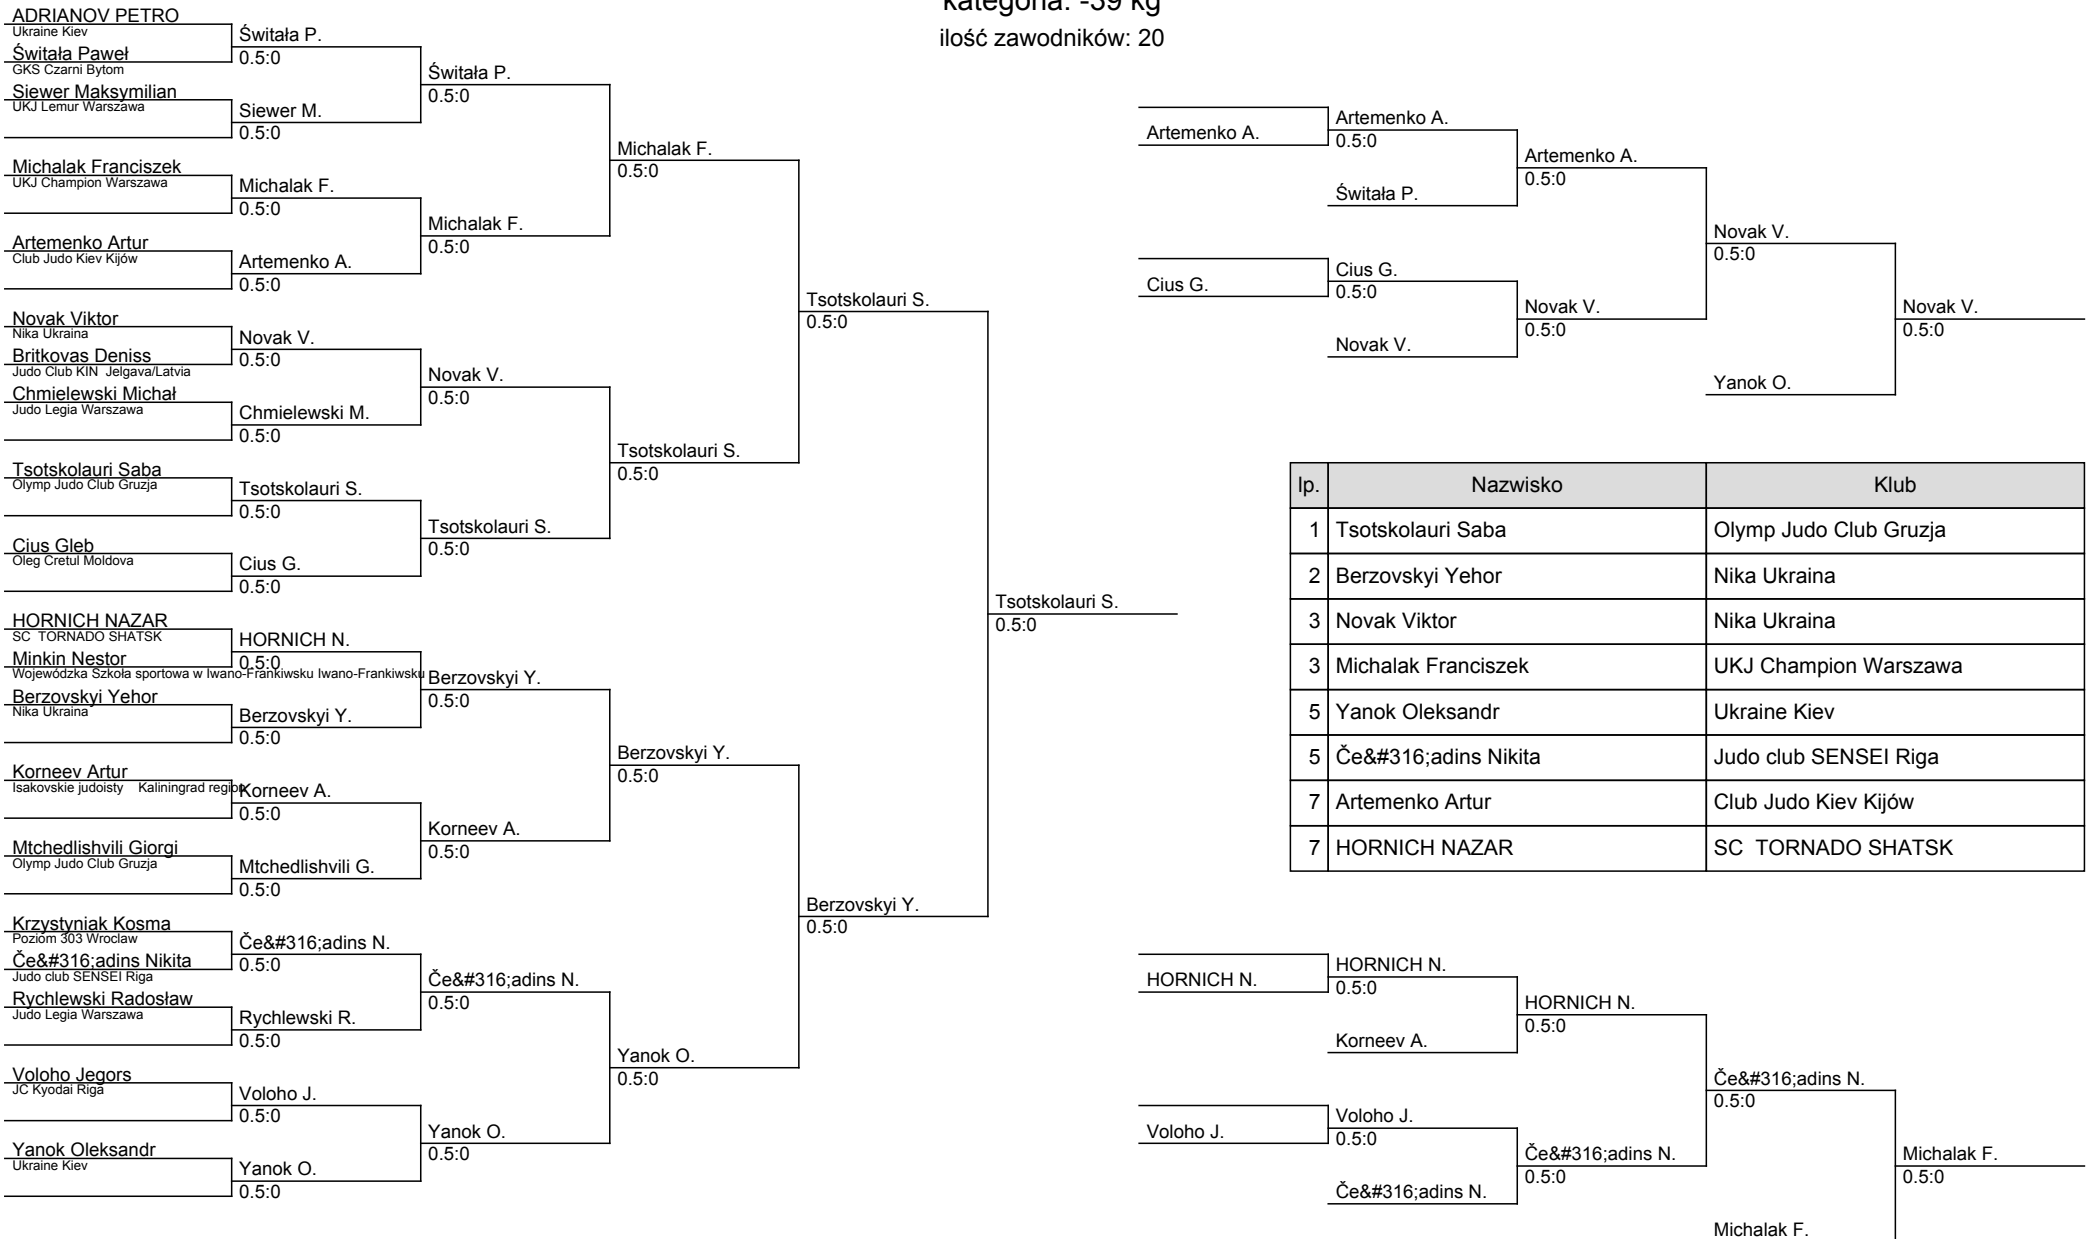 kategoria: -39 kg
ilość zawodników: 20
ADRIANOV PETRO
Ukraine Kiev
Świtała Paweł
GKS Czarni Bytom
Siewer Maksymilian
UKJ Lemur Warszawa
Michalak Franciszek
UKJ Champion Warszawa
Artemenko Artur
Club Judo Kiev Kijów
Novak Viktor
Nika Ukraina
Britkovas Deniss
Judo Club KIN Jelgava/Latvia
Chmielewski Michał
Judo Legia Warszawa
Tsotskolauri Saba
Olymp Judo Club Gruzja
Cius Gleb
Oleg Cretul Moldova
HORNICH NAZAR
SC TORNADO SHATSK
Minkin Nestor
Wojewódzka Szkoła sportowa w Iwano-Frankiwsku Iwano-Frankiwsku
Berzovskyi Yehor
Nika Ukraina
Korneev Artur
Isakovskie judoisty Kaliningrad region
Mtchedlishvili Giorgi
Olymp Judo Club Gruzja
Krzystyniak Kosma
Poziom 303 Wroclaw
Če&#316;adins Nikita
Judo club SENSEI Riga
Rychlewski Radosław
Judo Legia Warszawa
Voloho Jegors
JC Kyodai Riga
Yanok Oleksandr
Ukraine Kiev
Świtała P.
0.5:0
Siewer M.
0.5:0
Michalak F.
0.5:0
Artemenko A.
0.5:0
Novak V.
0.5:0
Chmielewski M.
0.5:0
Tsotskolauri S.
0.5:0
Cius G.
0.5:0
HORNICH N.
0.5:0
Berzovskyi Y.
0.5:0
Korneev A.
0.5:0
Mtchedlishvili G.
0.5:0
Če&#316;adins N.
0.5:0
Rychlewski R.
0.5:0
Voloho J.
0.5:0
Yanok O.
0.5:0
Świtała P.
0.5:0
Michalak F.
0.5:0
Novak V.
0.5:0
Tsotskolauri S.
0.5:0
Berzovskyi Y.
0.5:0
Korneev A.
0.5:0
Če&#316;adins N.
0.5:0
Yanok O.
0.5:0
Michalak F.
0.5:0
Tsotskolauri S.
0.5:0
Berzovskyi Y.
0.5:0
Yanok O.
0.5:0
Tsotskolauri S.
0.5:0
Berzovskyi Y.
0.5:0
Tsotskolauri S.
0.5:0
Artemenko A.
Cius G.
Artemenko A.
0.5:0
Świtała P.
Cius G.
0.5:0
Novak V.
Artemenko A.
0.5:0
Novak V.
0.5:0
Novak V.
0.5:0
Yanok O.
Novak V.
0.5:0
lp. Nazwisko Klub
1 Tsotskolauri Saba Olymp Judo Club Gruzja
2 Berzovskyi Yehor Nika Ukraina
3 Novak Viktor Nika Ukraina
3 Michalak Franciszek UKJ Champion Warszawa
5 Yanok Oleksandr Ukraine Kiev
5 Če&#316;adins Nikita Judo club SENSEI Riga
7 Artemenko Artur Club Judo Kiev Kijów
7 HORNICH NAZAR SC TORNADO SHATSK
HORNICH N.
Voloho J.
HORNICH N.
0.5:0
Korneev A.
Voloho J.
0.5:0
Če&#316;adins N.
HORNICH N.
0.5:0
Če&#316;adins N.
0.5:0
Če&#316;adins N.
0.5:0
Michalak F.
Michalak F.
0.5:0